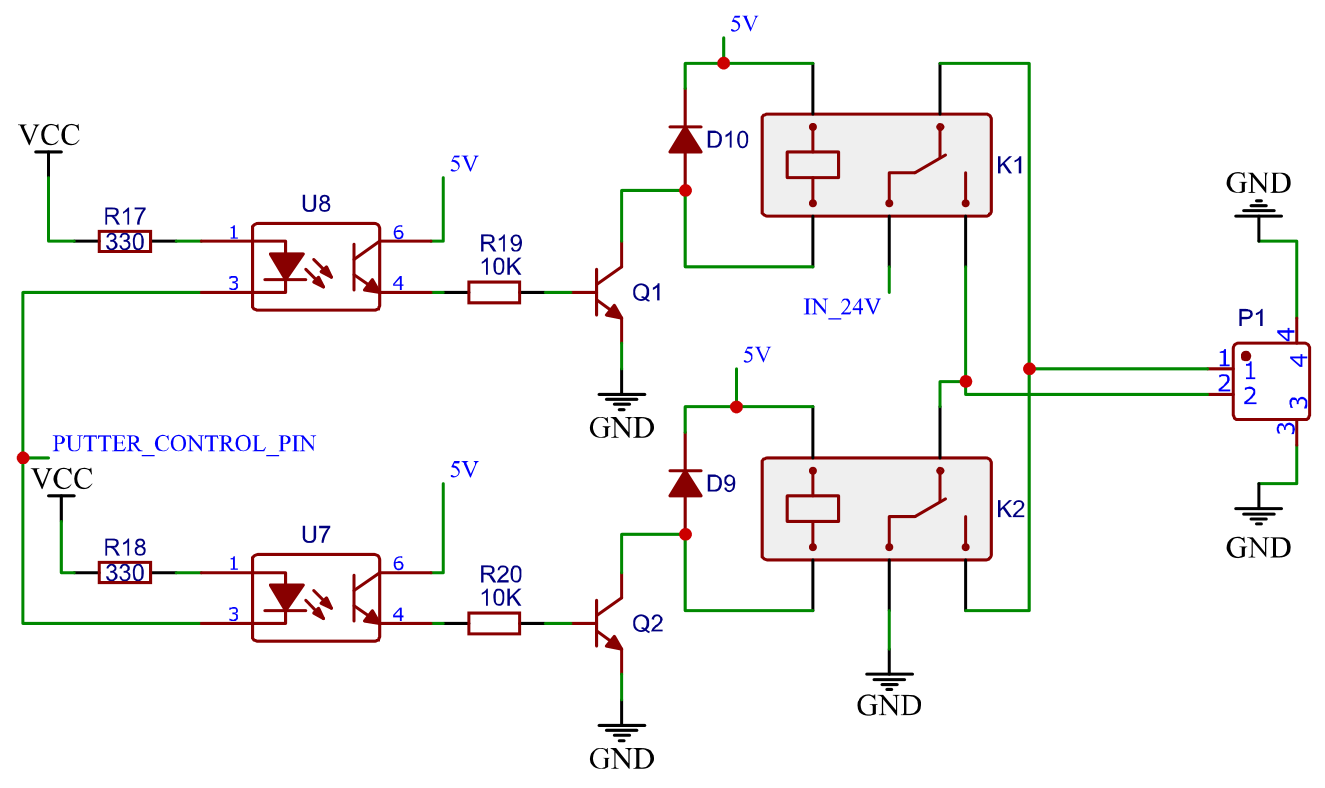 5V
VCC
D10
5V
K1
GND
U8
R17
330
1
6
R19
10K
3
4
Q1
IN_24V
P1
4
GND
5V
1
4
1
2
2
3
3
PUTTER_CONTROL_PIN
VCC
5V
D9
K2
U7
R18
330
1
6
GND
R20
10K
3
4
Q2
GND
GND